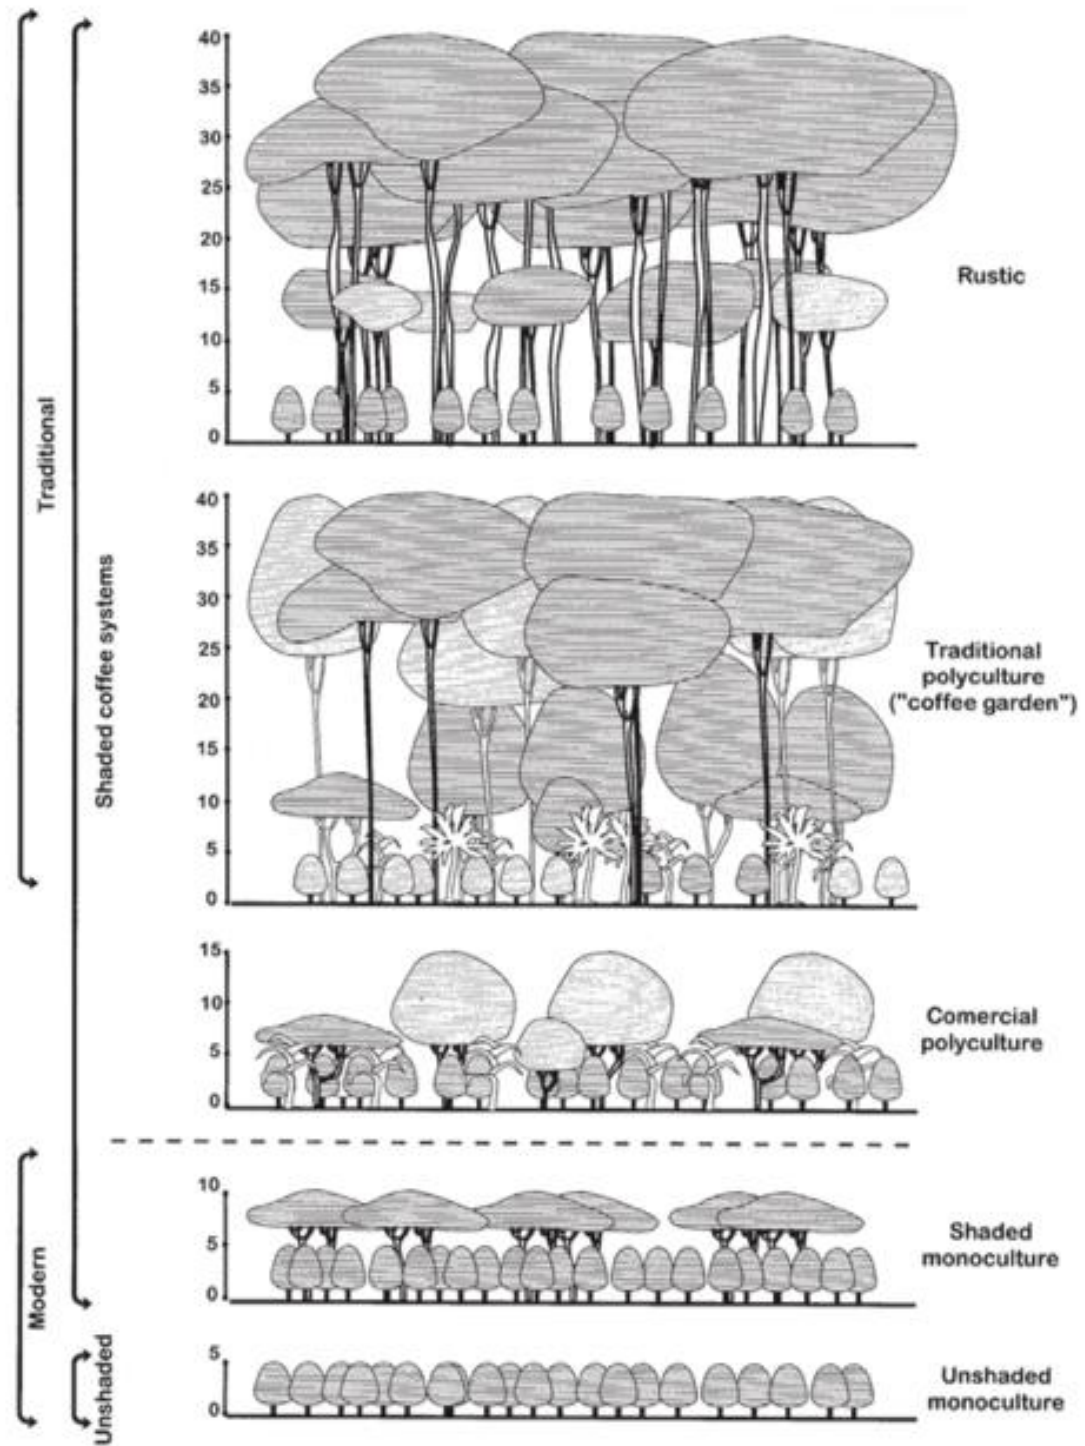 Traditional
Shaded coffee systems
40
35
30
25
20
15
10
5
0
Rustic
40
35
30
25
20
15
10
5
0
Traditional
polyculture
("coffee garden")
15
10
5
0
Comercial
polyculture
Modern
10
5
0
Shaded
monoculture
Unshaded
5
0
Unshaded
monoculture